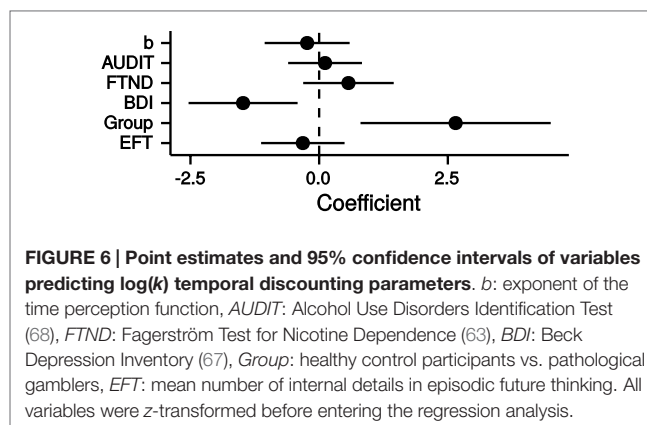 b
AUDIT
FTND
BDI
Group
EFT
-2.5 0.0 2.5
Coefficient
FIGURE 6 | Point estimates and 95% confidence intervals of variables
predicting log(k) temporal discounting parameters. b: exponent of the
time perception function, AUDIT: Alcohol Use Disorders Identification Test
(68), FTND: Fagerström Test for Nicotine Dependence (63), BDI: Beck
Depression Inventory (67), Group: healthy control participants vs. pathological
gamblers, EFT: mean number of internal details in episodic future thinking. All
variables were z-transformed before entering the regression analysis.